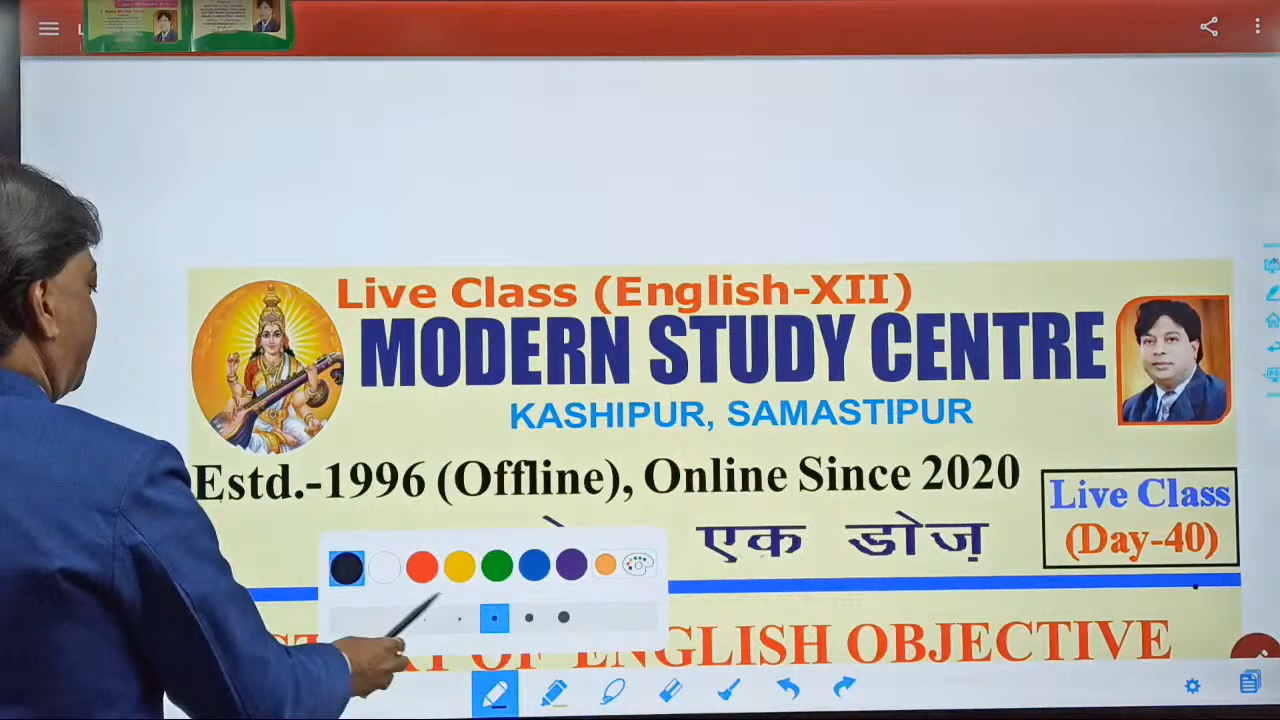 Live Class (English-XII)
MODERN STUDY CENTRE
KASHIPUR, SAMASTIPUR
Estd.-1996 (Offline), Online Since 2020
Live Class
(Day-40)
एक डोज़
OF ENGLISH OBJECTIVE